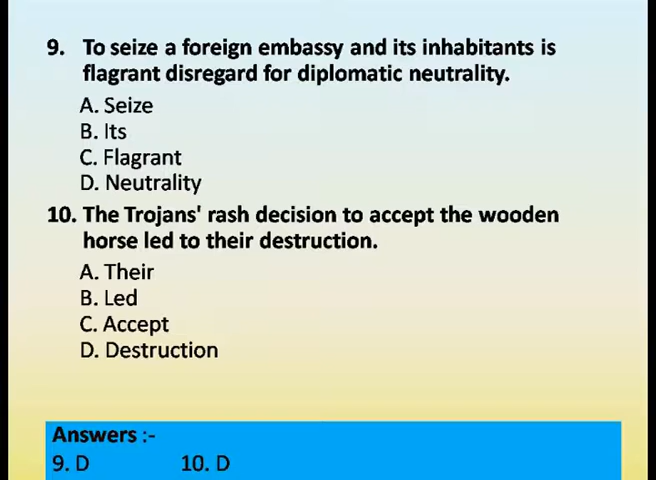 9. To seize a foreign embassy and its inhabitants is
flagrant disregard for diplomatic neutrality.
A. Seize
B. Its
C. Flagrant
D. Neutrality
10. The Trojans' rash decision to accept the wooden
horse led to their destruction.
A. Their
B. Led
C. Accept
D. Destruction
Answers :-
9. D 10. D